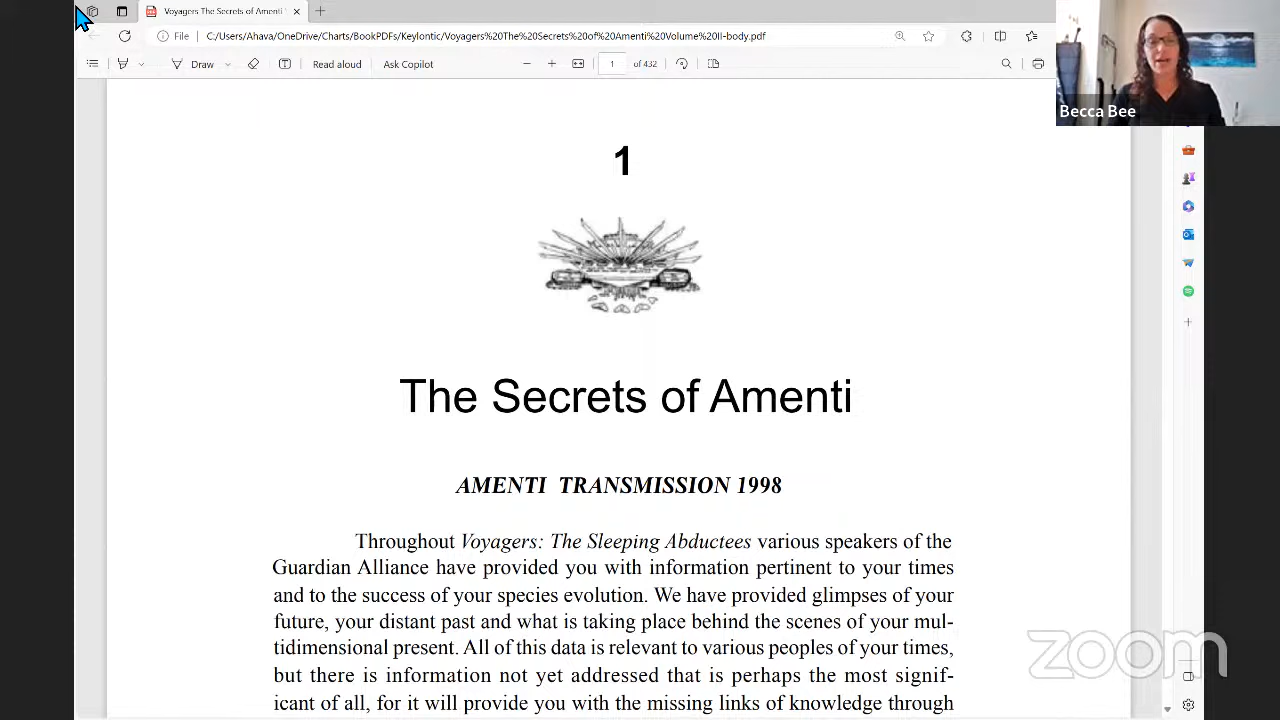 Voyagers The Secrets of Amenti
File
C:/Users/Ahava/OneDrive/Charts/BookPDFs/Keylontic/Voyagers%20The%20Secrets%20of%20Amenti%20Volume%20II-body.pdf
Draw
Read aloud
Ask Copilot
1
of 432
Becca Bee
1
The Secrets of Amenti
AMENTI TRANSMISSION 1998
Throughout Voyagers: The Sleeping Abductees various speakers of the
Guardian Alliance have provided you with information pertinent to your times
and to the success of your species evolution. We have provided glimpses of your
future, your distant past and what is taking place behind the scenes of your mul-
tidimensional present. All of this data is relevant to various peoples of your times,
but there is information not yet addressed that is perhaps the most signif-
icant of all, for it will provide you with the missing links of knowledge through
zoom